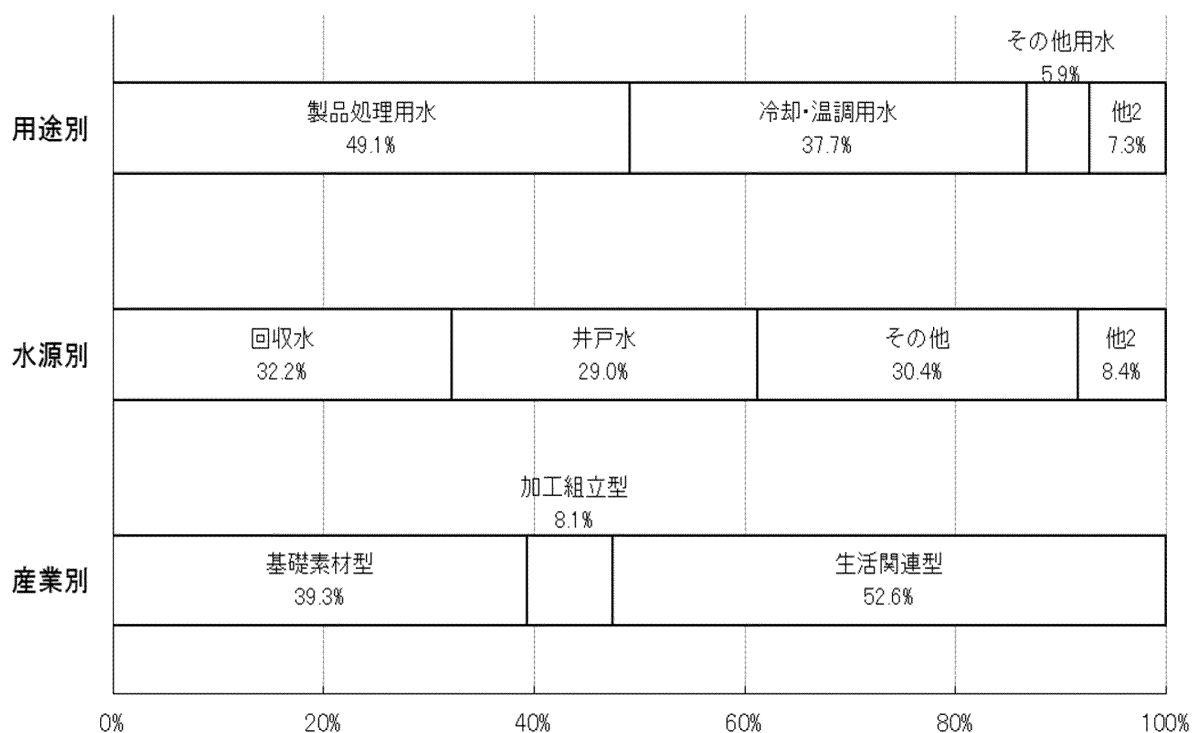 その他用水
5.9%
用途別
製品処理用水
49.1%
冷却・温調用水
37.7%
他2
7.3%
水源別
回収水
32.2%
井戸水
29.0%
その他
30.4%
他2
8.4%
加工組立型
8.1%
産業別
基礎素材型
39.3%
生活関連型
52.6%
0% 20% 40% 60% 80% 100%